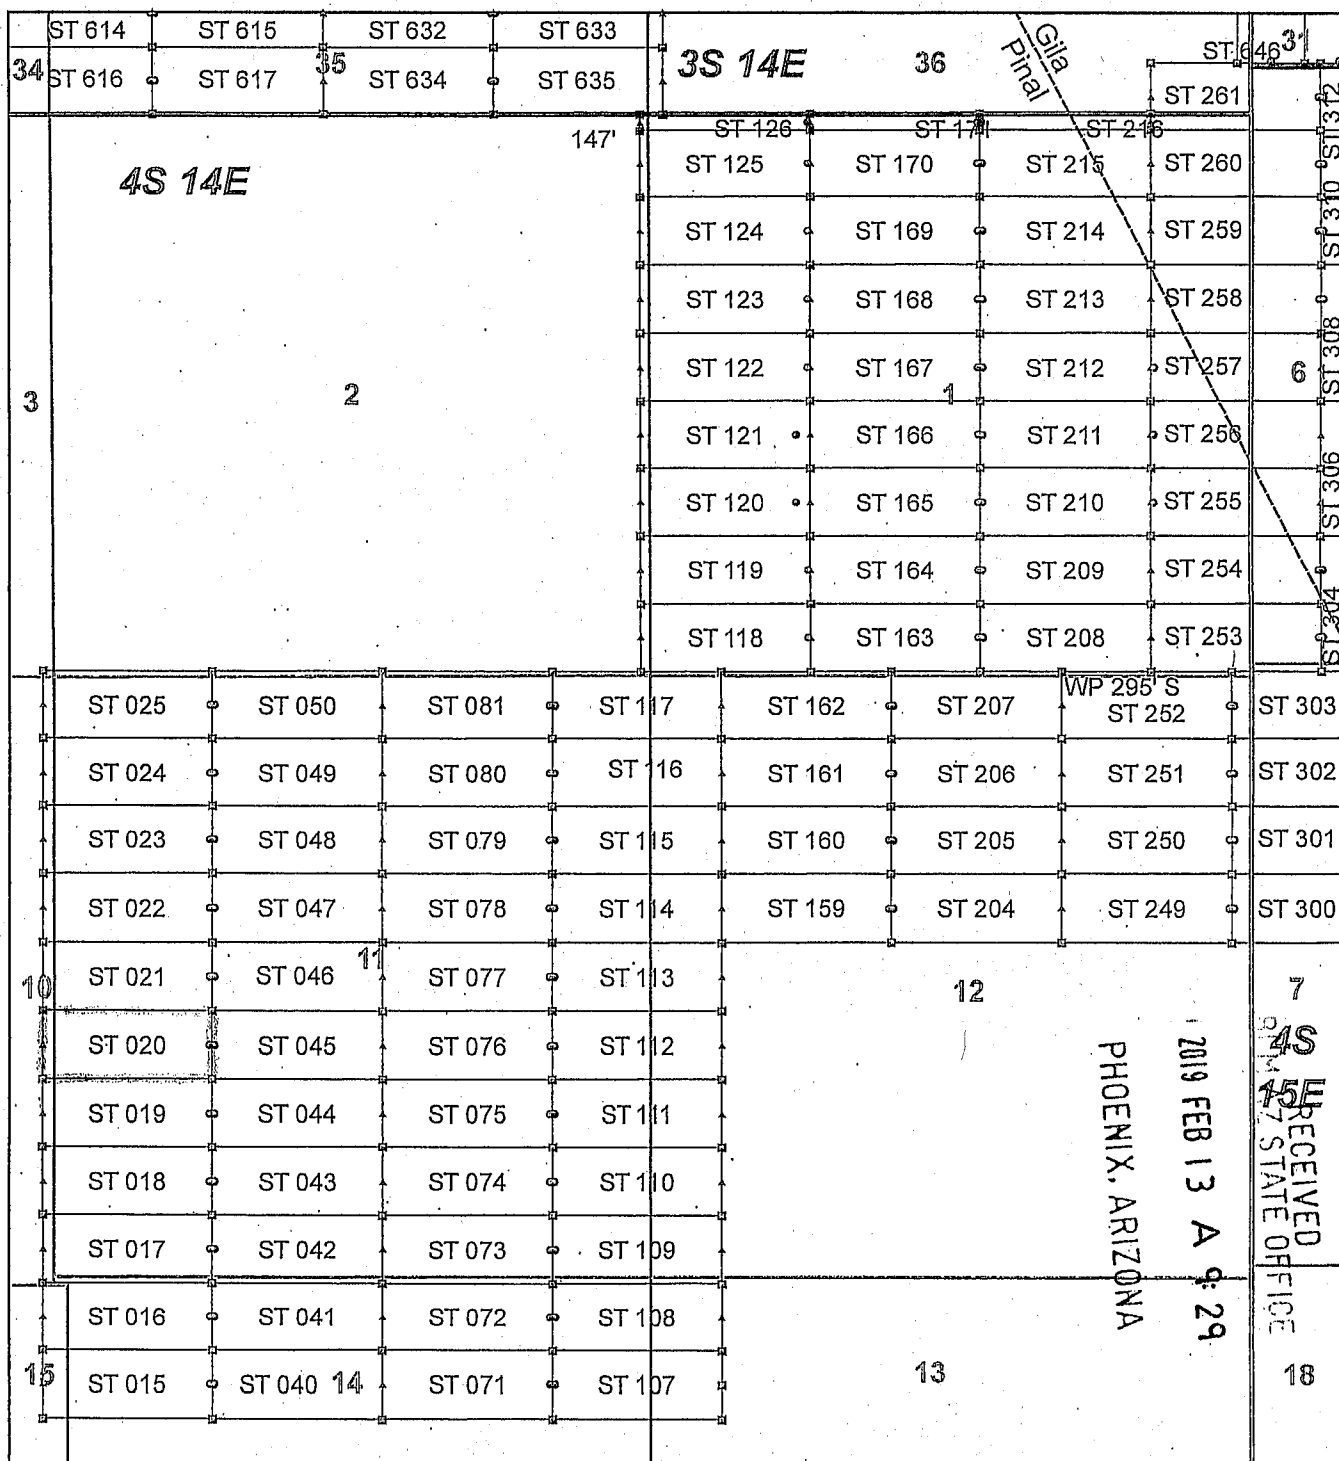 ST 614 ST 615 ST 632 ST 633
34 35 3S 14E 36 Gila ST 646 31
ST 616 ST 617 ST 634 ST 635 Pinal ST 261
147' ST 126 ST 171 ST 216 ST 312
4S 14E ST 125 ST 170 ST 215 ST 260
ST 310
ST 124 ST 169 ST 214 ST 259
ST 123 ST 168 ST 213 ST 258
ST 308
ST 122 ST 167 ST 212 ST 257 6
3 2 1
ST 121 ST 166 ST 211 ST 256
ST 306
ST 120 ST 165 ST 210 ST 255
ST 119 ST 164 ST 209 ST 254
ST 304
ST 118 ST 163 ST 208 ST 253
WP 295' S
ST 025 ST 050 ST 081 ST 117 ST 162 ST 207 ST 252 ST 303
ST 024 ST 049 ST 080 ST 116 ST 161 ST 206 ST 251 ST 302
ST 023 ST 048 ST 079 ST 115 ST 160 ST 205 ST 250 ST 301
ST 022 ST 047 ST 078 ST 114 ST 159 ST 204 ST 249 ST 300
11
ST 021 ST 046 ST 077 ST 113
10 12 7
ST 020 ST 045 ST 076 ST 112 4S
15E
ST 019 ST 044 ST 075 ST 111
ST 018 ST 043 ST 074 ST 110
ST 017 ST 042 ST 073 ST 109
ST 016 ST 041 ST 072 ST 108
15 ST 015 ST 040 14 ST 071 ST 107 13 18
RECEIVED
STATE OFFICE
2019 FEB 13 A 9:29
PHOENIX, ARIZONA